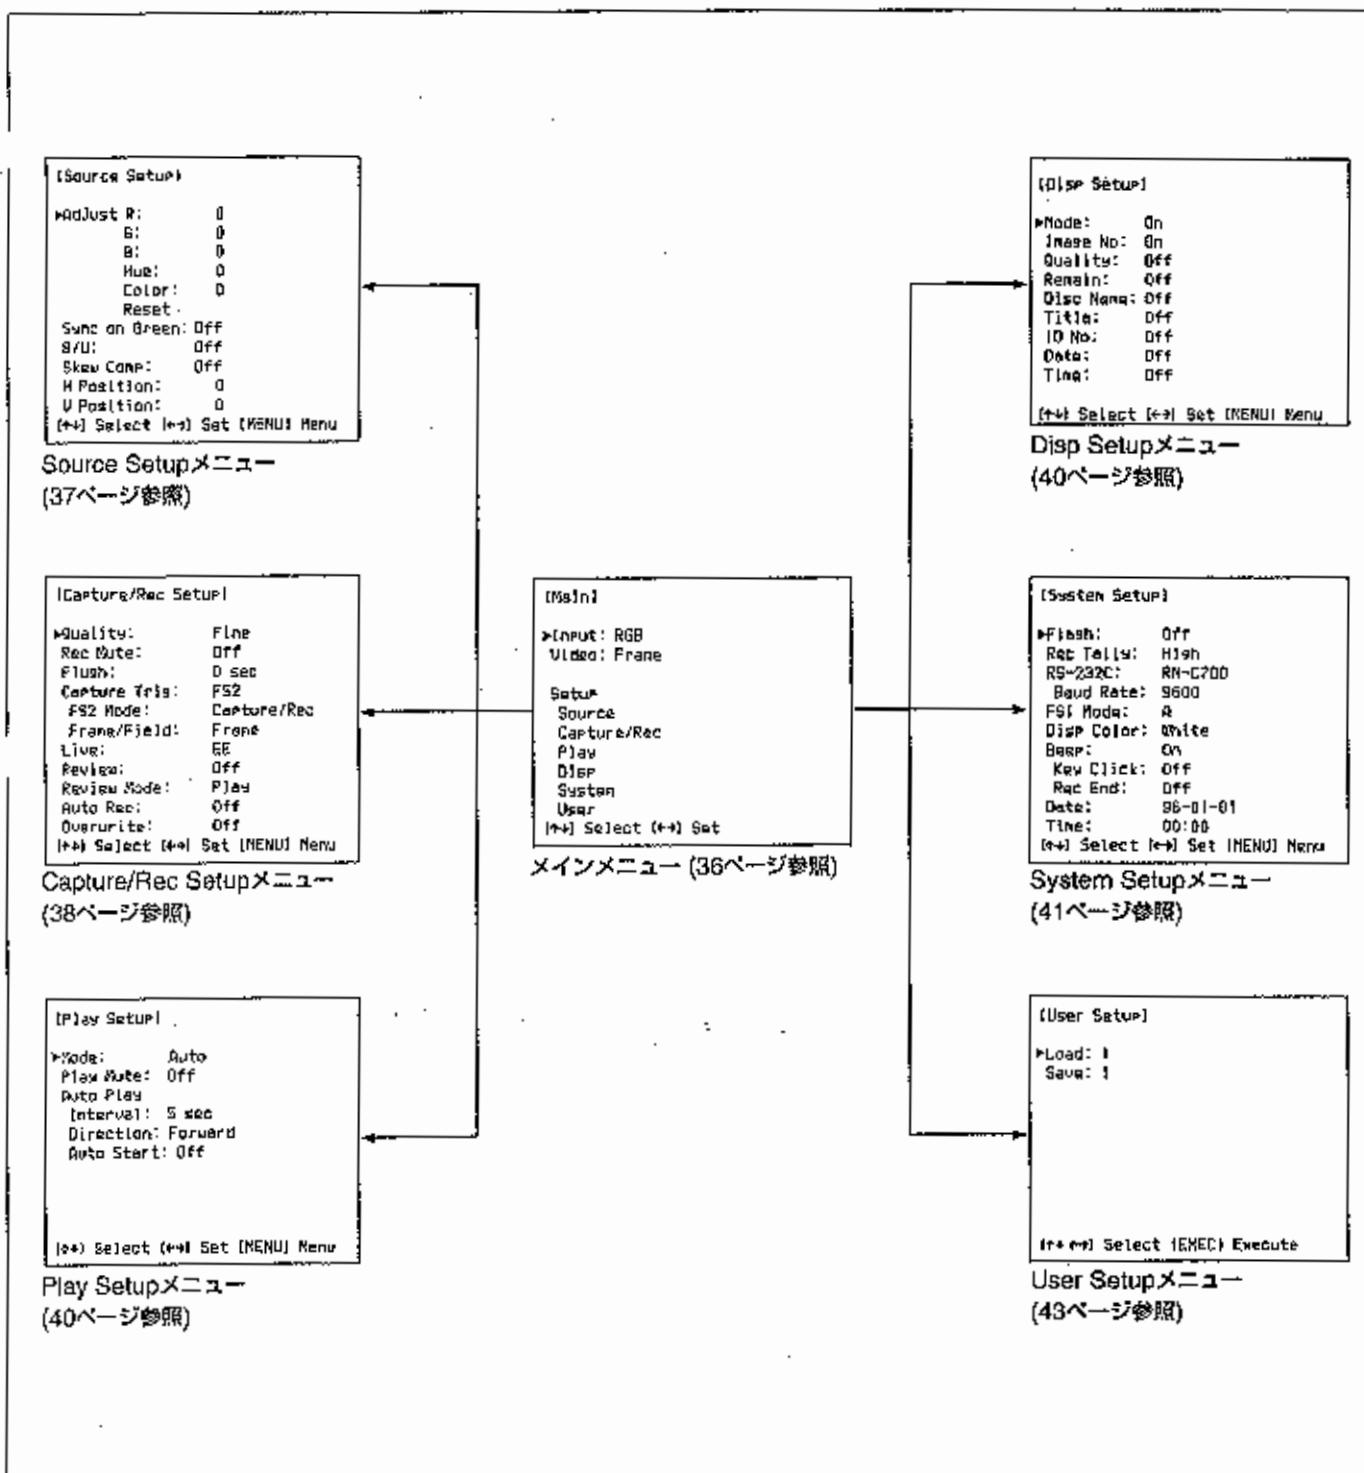 [Source Setup]
▶Adjust R: 0
G: 0
B: 0
Hue: 0
Color: 0
Reset
Sync on Green: Off
B/U: Off
Skew Comp: Off
H Position: 0
V Position: 0
[↑↓] Select [←→] Set [MENU] Menu
Source Setupメニュー
(37ページ参照)
[Capture/Rec Setup]
▶Quality: Fine
Rec Mute: Off
Flush: 0 sec
Capture Trig: FS2
FS2 Mode: Capture/Rec
Frame/Field: Frame
Live: EE
Review: Off
Review Mode: Play
Auto Rec: Off
Overwrite: Off
[↑↓] Select [←→] Set [MENU] Menu
Capture/Rec Setupメニュー
(38ページ参照)
[Play Setup]
▶Mode: Auto
Play Mute: Off
Auto Play
Interval: 5 sec
Direction: Forward
Auto Start: Off
[↑↓] Select [←→] Set [MENU] Menu
Play Setupメニュー
(40ページ参照)
[Main]
▶Input: RGB
Video: Frame
Setup
Source
Capture/Rec
Play
Disp
System
User
[↑↓] Select [←→] Set
メインメニュー (36ページ参照)
[Disp Setup]
▶Mode: On
Image No: On
Quality: Off
Remain: Off
Disc Name: Off
Title: Off
ID No: Off
Date: Off
Time: Off
[↑↓] Select [←→] Set [MENU] Menu
Disp Setupメニュー
(40ページ参照)
[System Setup]
▶Flash: Off
Rec Tally: High
RS-232C: RM-C700
Baud Rate: 9600
FS1 Mode: A
Disp Color: White
Beep: On
Key Click: Off
Rec End: Off
Date: 96-01-01
Time: 00:00
[↑↓] Select [←→] Set [MENU] Menu
System Setupメニュー
(41ページ参照)
[User Setup]
▶Load: 1
Save: 1
[↑↓ ←→] Select [EXEC] Execute
User Setupメニュー
(43ページ参照)